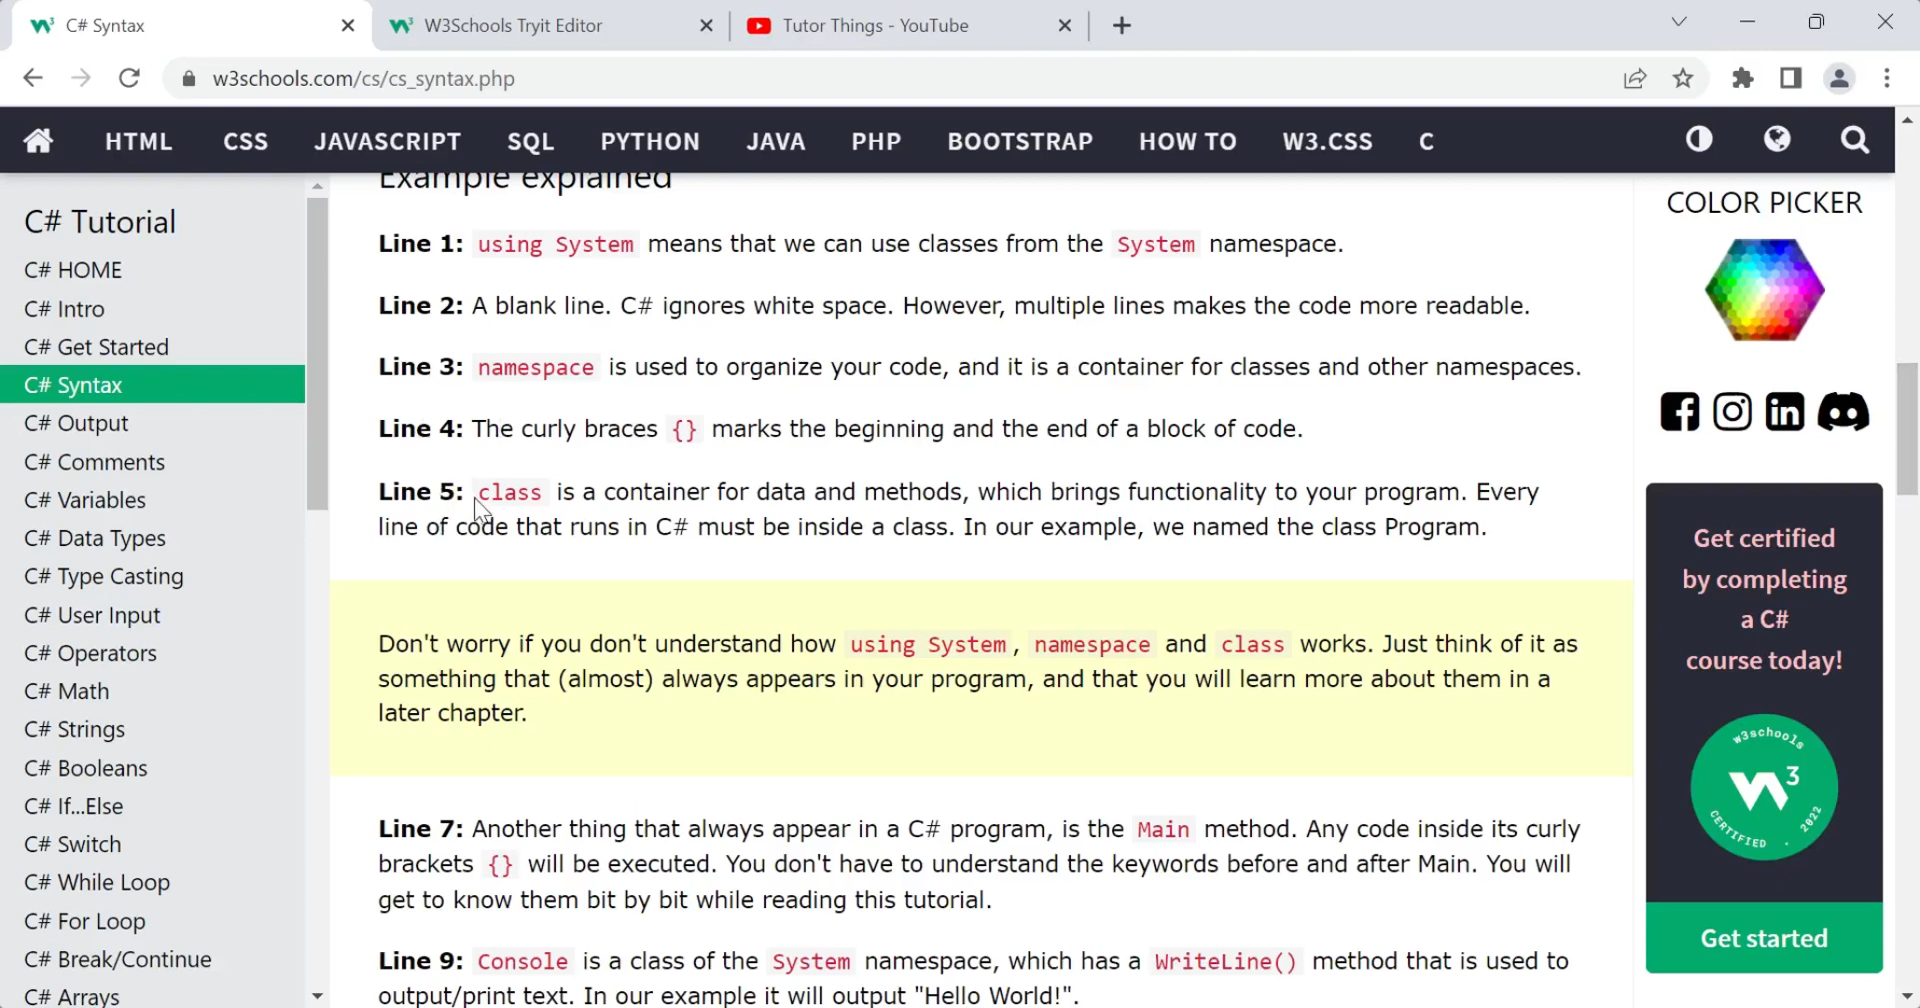 C# Syntax
W3Schools Tryit Editor
Tutor Things - YouTube
w3schools.com/cs/cs_syntax.php
HTML CSS JAVASCRIPT SQL PYTHON JAVA PHP BOOTSTRAP HOW TO W3.CSS C
C# Tutorial
C# HOME
C# Intro
C# Get Started
C# Syntax
C# Output
C# Comments
C# Variables
C# Data Types
C# Type Casting
C# User Input
C# Operators
C# Math
C# Strings
C# Booleans
C# If...Else
C# Switch
C# While Loop
C# For Loop
C# Break/Continue
C# Arrays
Example explained
Line 1: using System means that we can use classes from the System namespace.
Line 2: A blank line. C# ignores white space. However, multiple lines makes the code more readable.
Line 3: namespace is used to organize your code, and it is a container for classes and other namespaces.
Line 4: The curly braces {} marks the beginning and the end of a block of code.
Line 5: class is a container for data and methods, which brings functionality to your program. Every
line of code that runs in C# must be inside a class. In our example, we named the class Program.
Don't worry if you don't understand how using System, namespace and class works. Just think of it as
something that (almost) always appears in your program, and that you will learn more about them in a
later chapter.
Line 7: Another thing that always appear in a C# program, is the Main method. Any code inside its curly
brackets {} will be executed. You don't have to understand the keywords before and after Main. You will
get to know them bit by bit while reading this tutorial.
Line 9: Console is a class of the System namespace, which has a WriteLine() method that is used to
output/print text. In our example it will output "Hello World!".
COLOR PICKER
Get certified
by completing
a C#
course today!
w3schools
W3
CERTIFIED . 2022
Get started